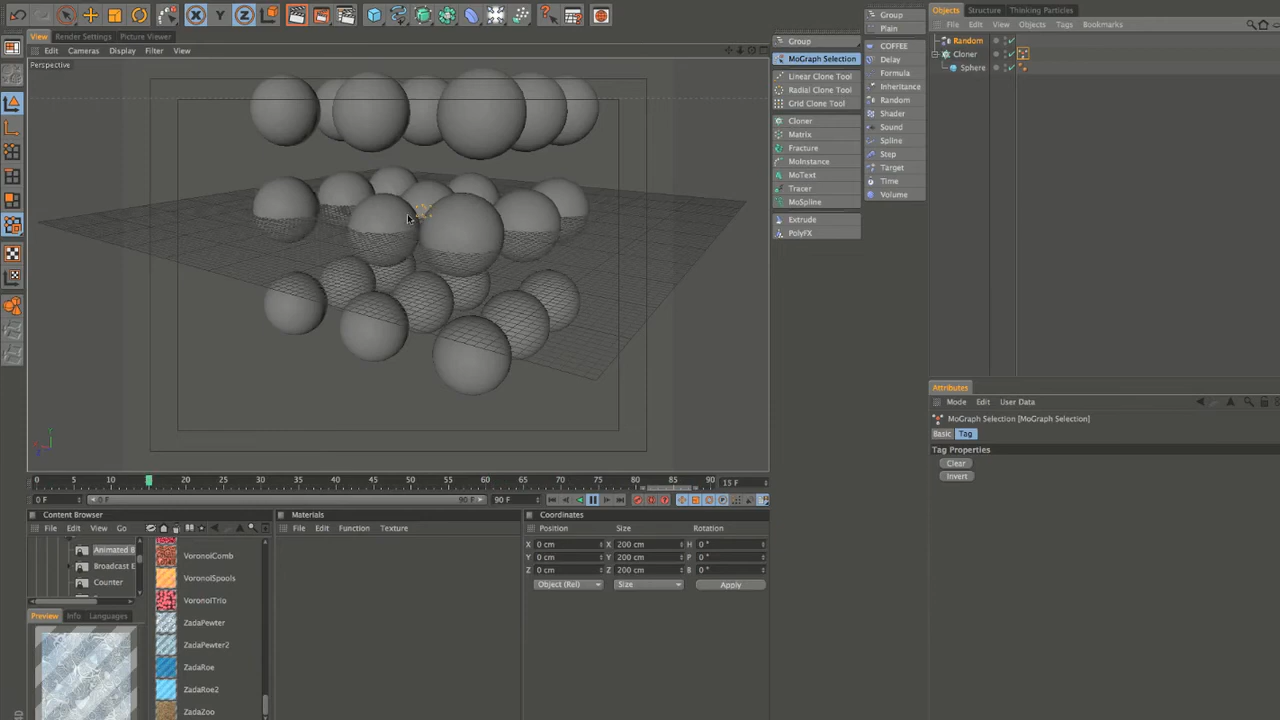 View
Render Settings
Picture Viewer
Edit
Cameras
Display
Filter
View
Perspective
Group
MoGraph Selection
Linear Clone Tool
Radial Clone Tool
Grid Clone Tool
Cloner
Matrix
Fracture
MoInstance
MoText
Tracer
MoSpline
Extrude
PolyFX
Group
Plain
COFFEE
Delay
Formula
Inheritance
Random
Shader
Sound
Spline
Step
Target
Time
Volume
Objects
Structure
Thinking Particles
File
Edit
View
Objects
Tags
Bookmarks
Random
Cloner
Sphere
Attributes
Mode
Edit
User Data
MoGraph Selection [MoGraph Selection]
Basic
Tag
Tag Properties
Clear
Invert
0 5 10 15 20 25 30 35 40 45 50 55 60 65 70 75 80 85 90
15 F
0 F
0 F
90 F
90 F
Content Browser
File
Edit
View
Go
Animated B
Broadcast E
Counter
Preview
Info
Languages
VoronoiComb
VoronoiSpools
VoronoiTrio
ZadaPewter
ZadaPewter2
ZadaRoe
ZadaRoe2
ZadaZoo
Materials
File
Edit
Function
Texture
Coordinates
Position
Size
Rotation
X 0 cm X 200 cm H 0 °
Y 0 cm Y 200 cm P 0 °
Z 0 cm Z 200 cm B 0 °
Object (Rel)
Size
Apply